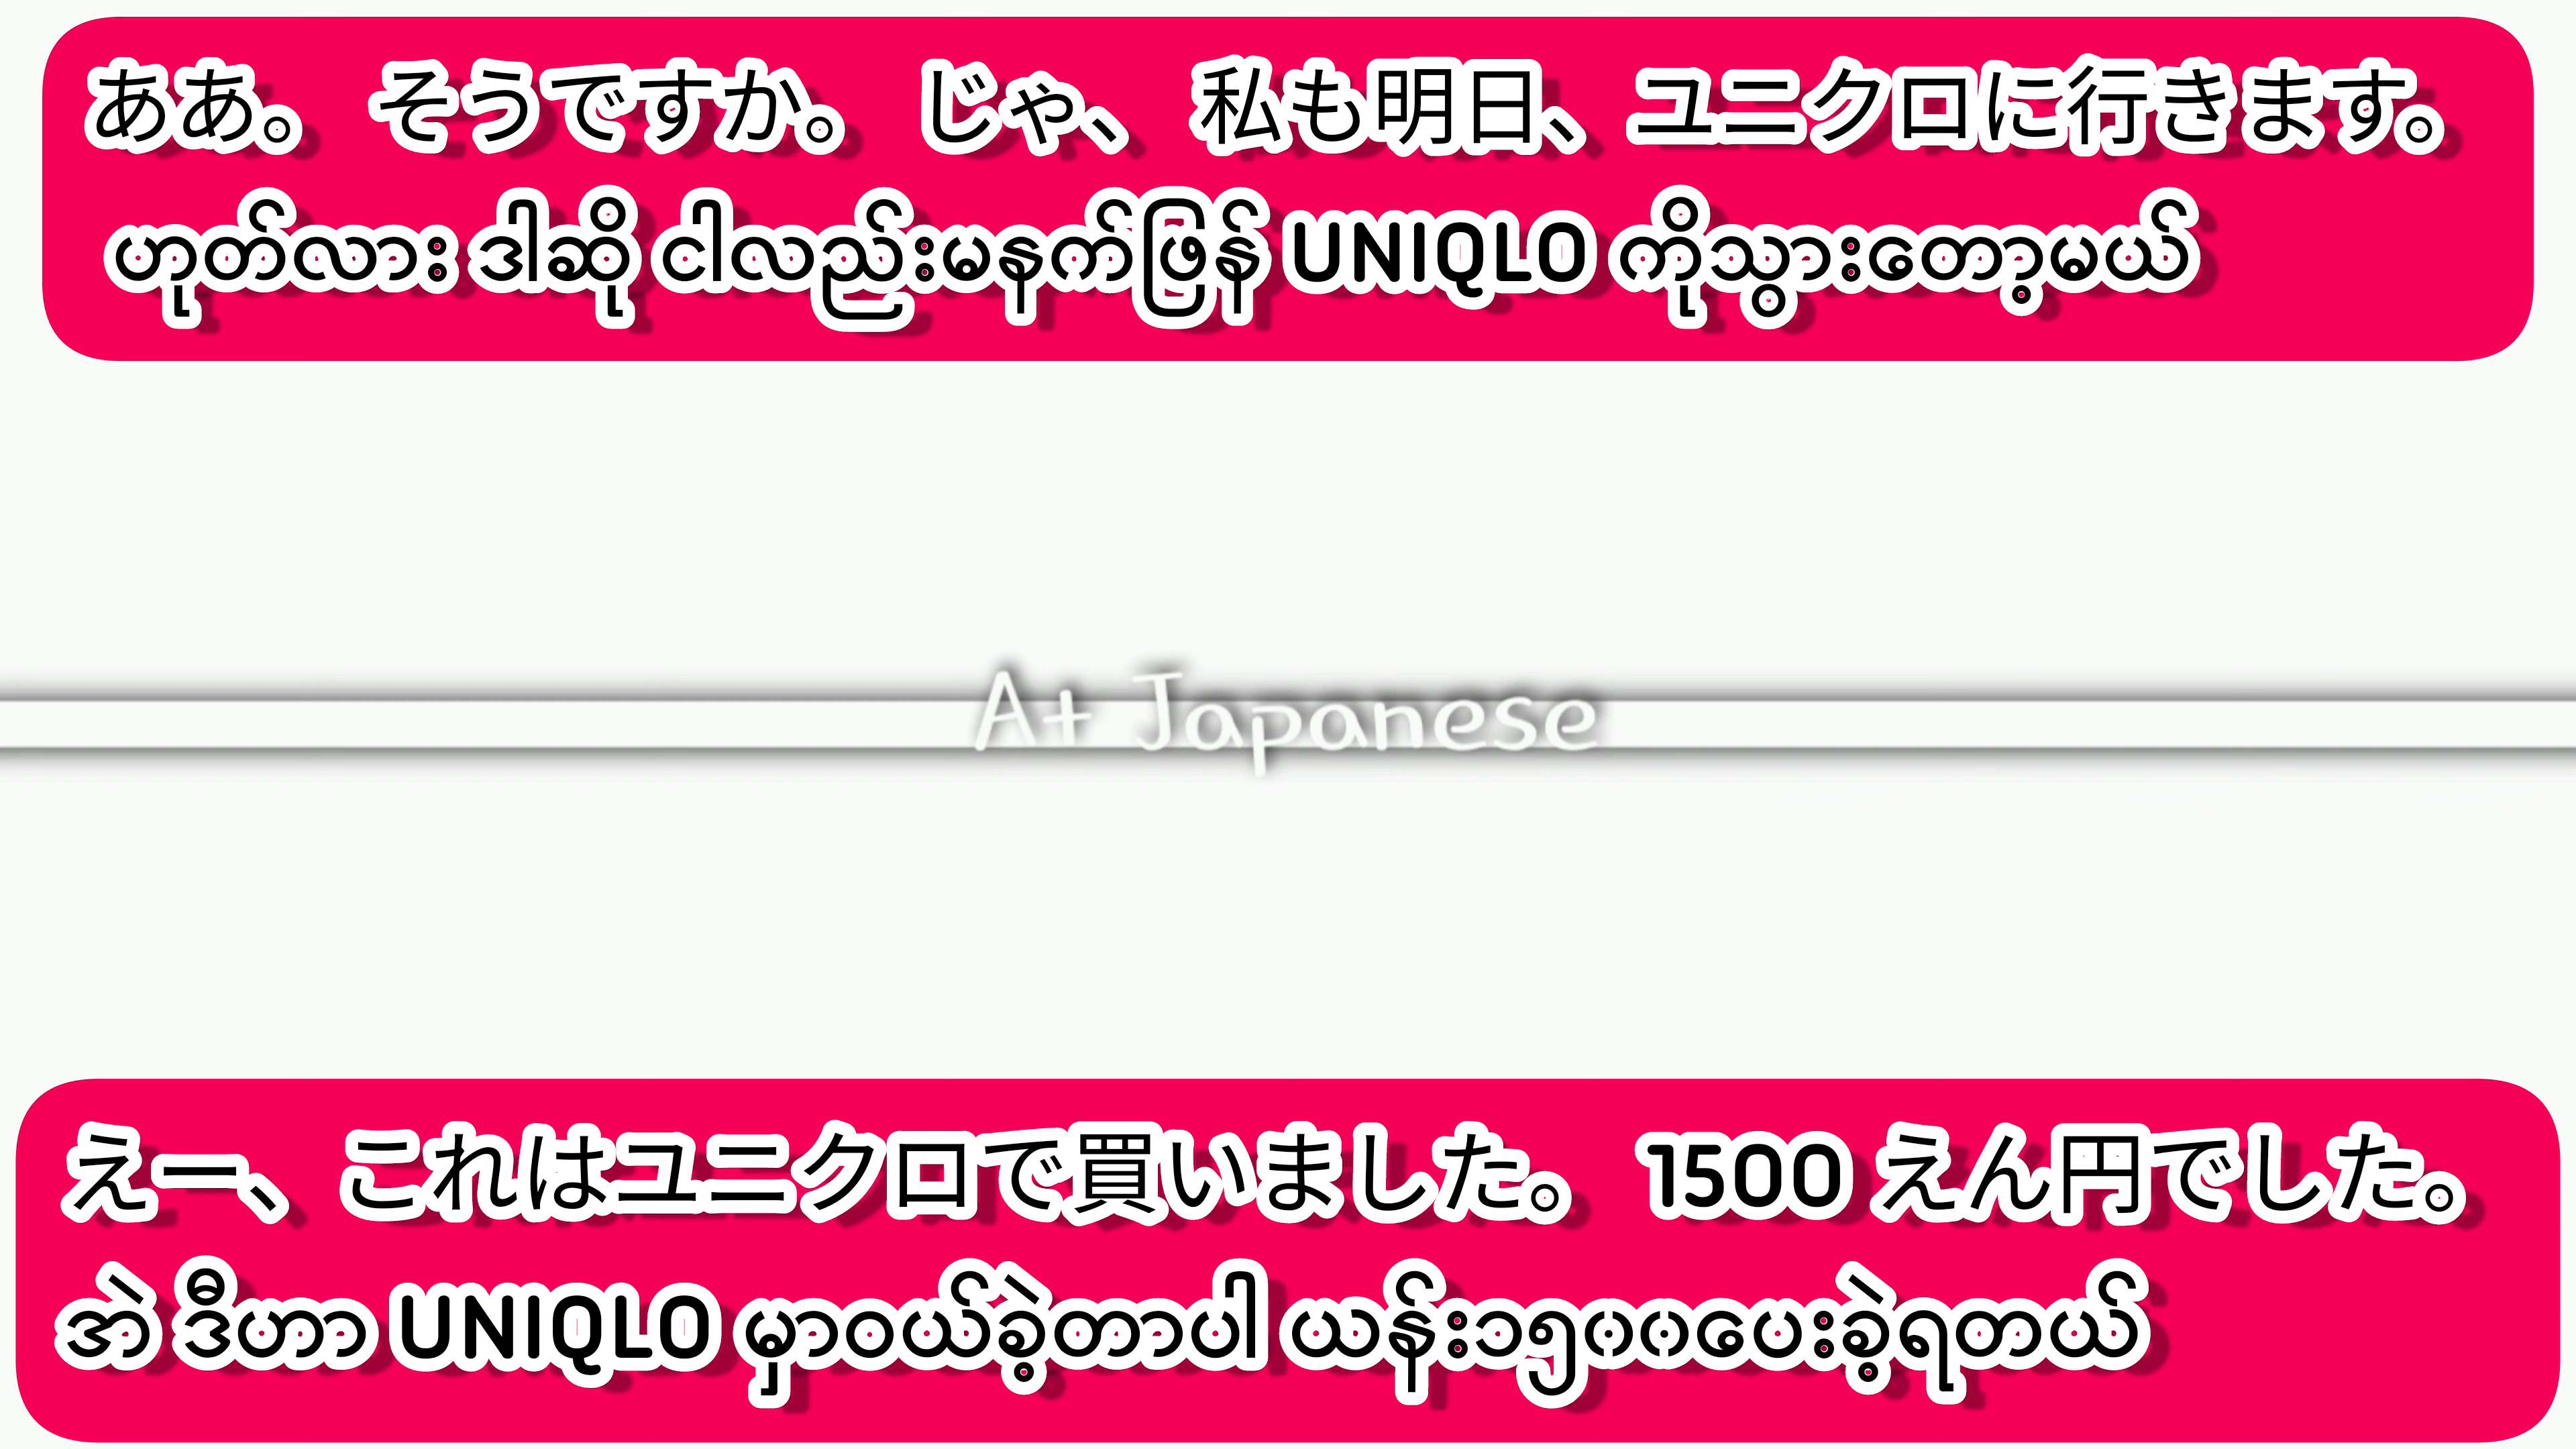 ああ。 そうですか。 じゃ、 私も明日、ユニクロに行きます。
ဟုတ်လား ဒါဆို ငါလည်းမနက်ဖြန် UNIQLO ကိုသွားတော့မယ်
At Japanese
えー、 これはユニクロで買いました。 1500 えん円でした。
အဲ ဒီဟာ UNIQLO မှာဝယ်ခဲ့တာပါ ယန်း၁၅၀၀ပေးခဲ့ရတယ်